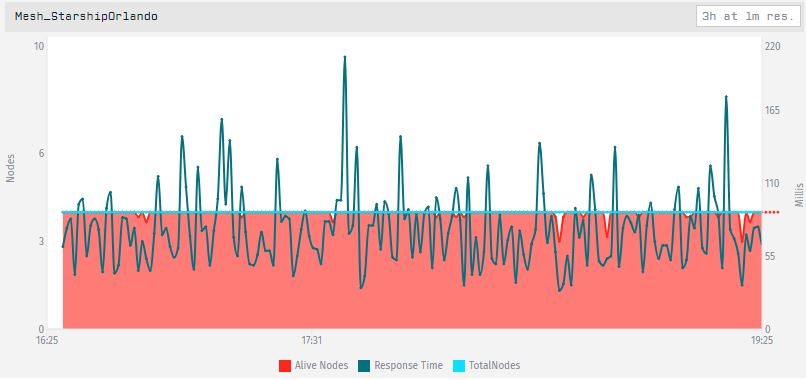 Mesh_StarshipOrlando
3h at 1m res.
10
220
165
6
110
Nodes
Millis
3
55
0
0
16:25
17:31
19:25
Alive Nodes
Response Time
TotalNodes